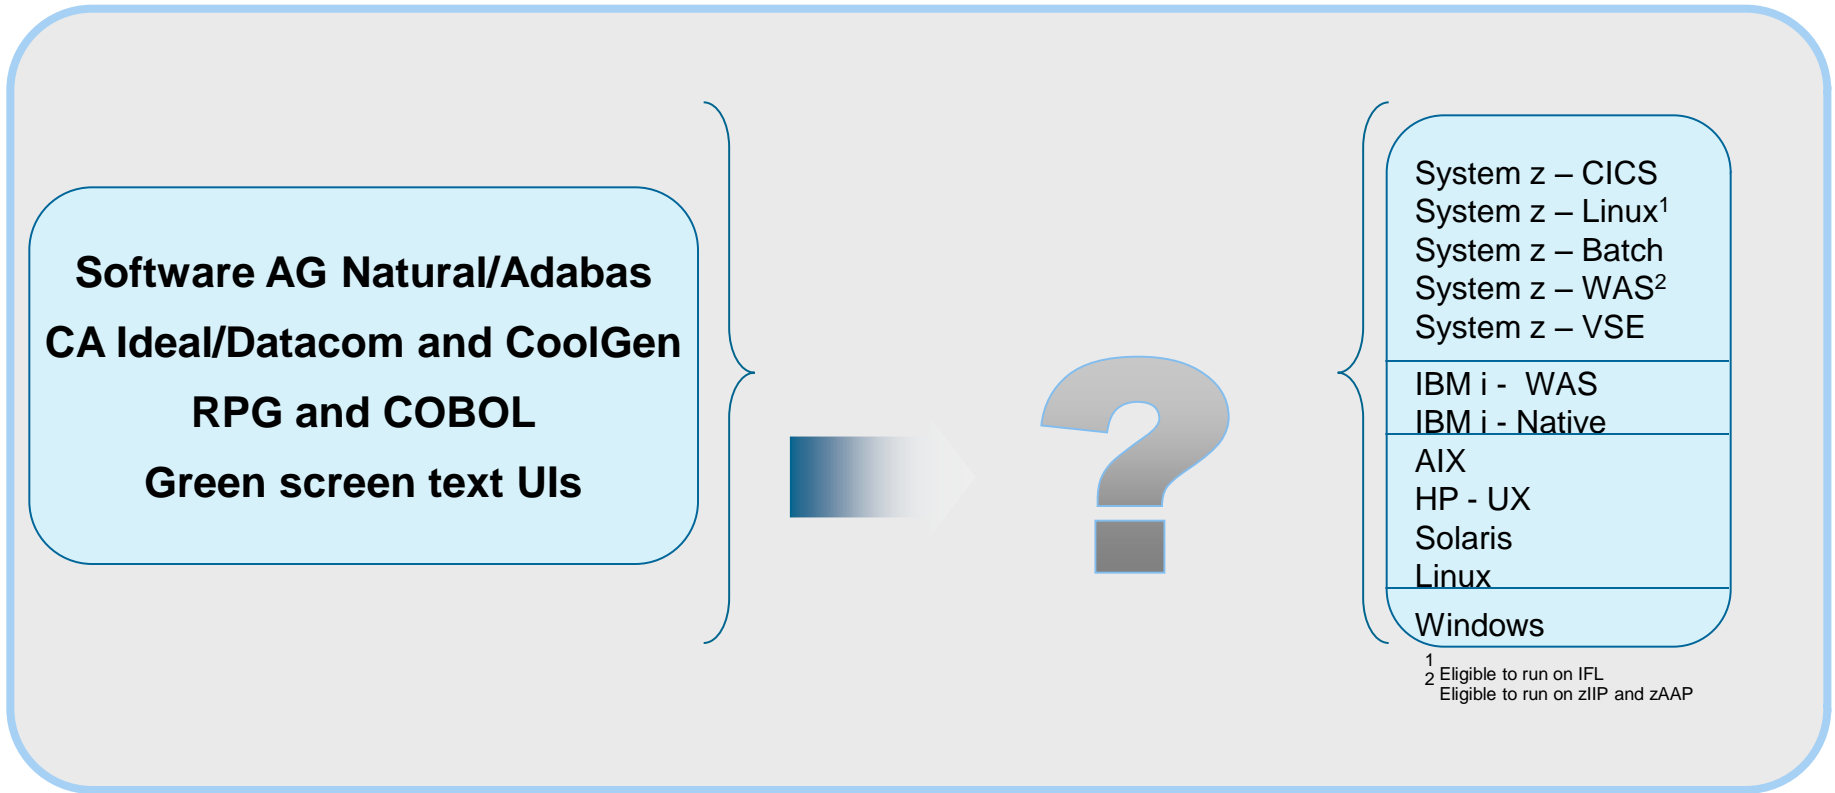 Software AG Natural/Adabas
CA Ideal/Datacom and CoolGen
RPG and COBOL
Green screen text UIs
?
System z – CICS
System z – Linux1
System z – Batch
System z – WAS2
System z – VSE
IBM i - WAS
IBM i - Native
AIX
HP - UX
Solaris
Linux
Windows
1 Eligible to run on IFL
2 Eligible to run on zIIP and zAAP